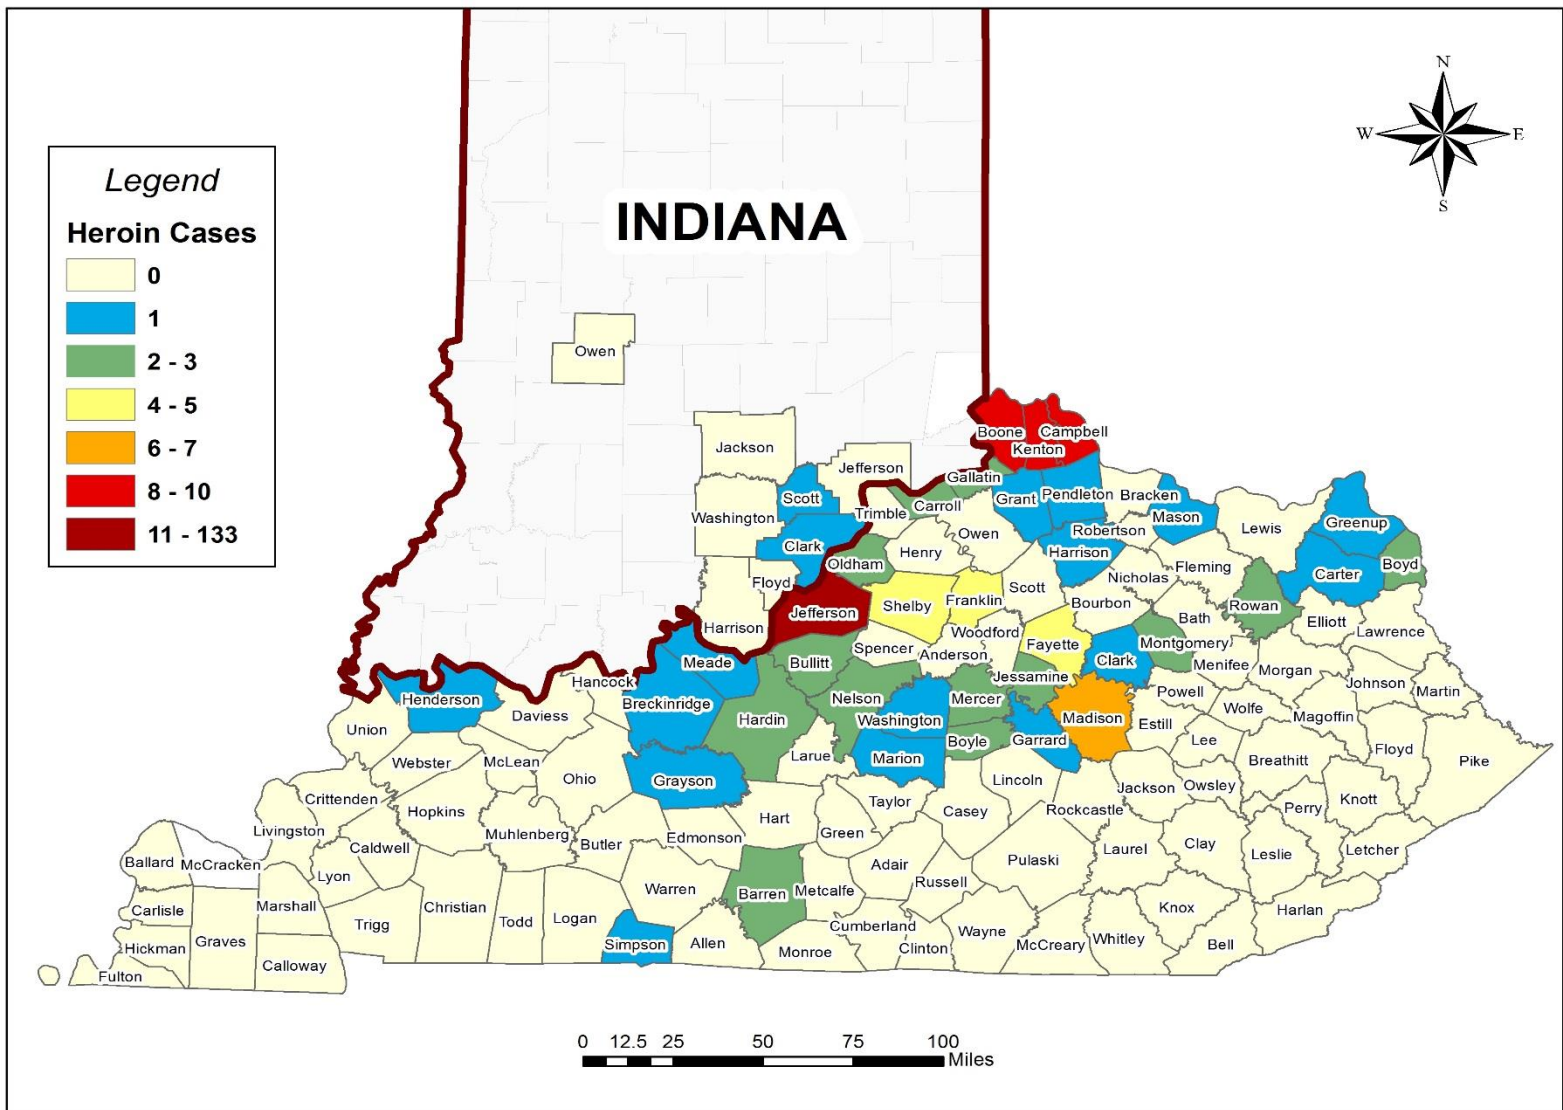 N
W
E
S
Legend
Heroin Cases
0
1
2 - 3
4 - 5
6 - 7
8 - 10
11 - 133
INDIANA
Owen
Jackson
Jefferson
Scott
Washington
Clark
Floyd
Harrison
Boone
Campbell
Kenton
Gallatin
Grant
Pendleton
Bracken
Mason
Carroll
Trimble
Owen
Robertson
Lewis
Greenup
Henry
Harrison
Oldham
Fleming
Carter
Boyd
Nicholas
Scott
Jefferson
Shelby
Franklin
Bourbon
Rowan
Bath
Elliott
Lawrence
Woodford
Fayette
Montgomery
Spencer
Anderson
Clark
Menifee
Morgan
Bullitt
Meade
Jessamine
Johnson
Martin
Hancock
Henderson
Breckinridge
Nelson
Mercer
Powell
Daviess
Hardin
Washington
Madison
Wolfe
Magoffin
Union
Boyle
Garrard
Estill
Lee
Floyd
Webster
McLean
Larue
Marion
Breathitt
Pike
Ohio
Grayson
Lincoln
Jackson
Owsley
Crittenden
Hopkins
Taylor
Casey
Rockcastle
Perry
Knott
Livingston
Muhlenberg
Butler
Edmonson
Hart
Green
Caldwell
Laurel
Clay
Leslie
Letcher
Ballard
McCracken
Lyon
Adair
Pulaski
Warren
Barren
Metcalfe
Russell
Carlisle
Marshall
Christian
Knox
Harlan
Trigg
Todd
Logan
Cumberland
Wayne
Hickman
Graves
Simpson
Allen
Monroe
Clinton
McCreary
Whitley
Bell
Fulton
Calloway
0 12.5 25 50 75 100
Miles